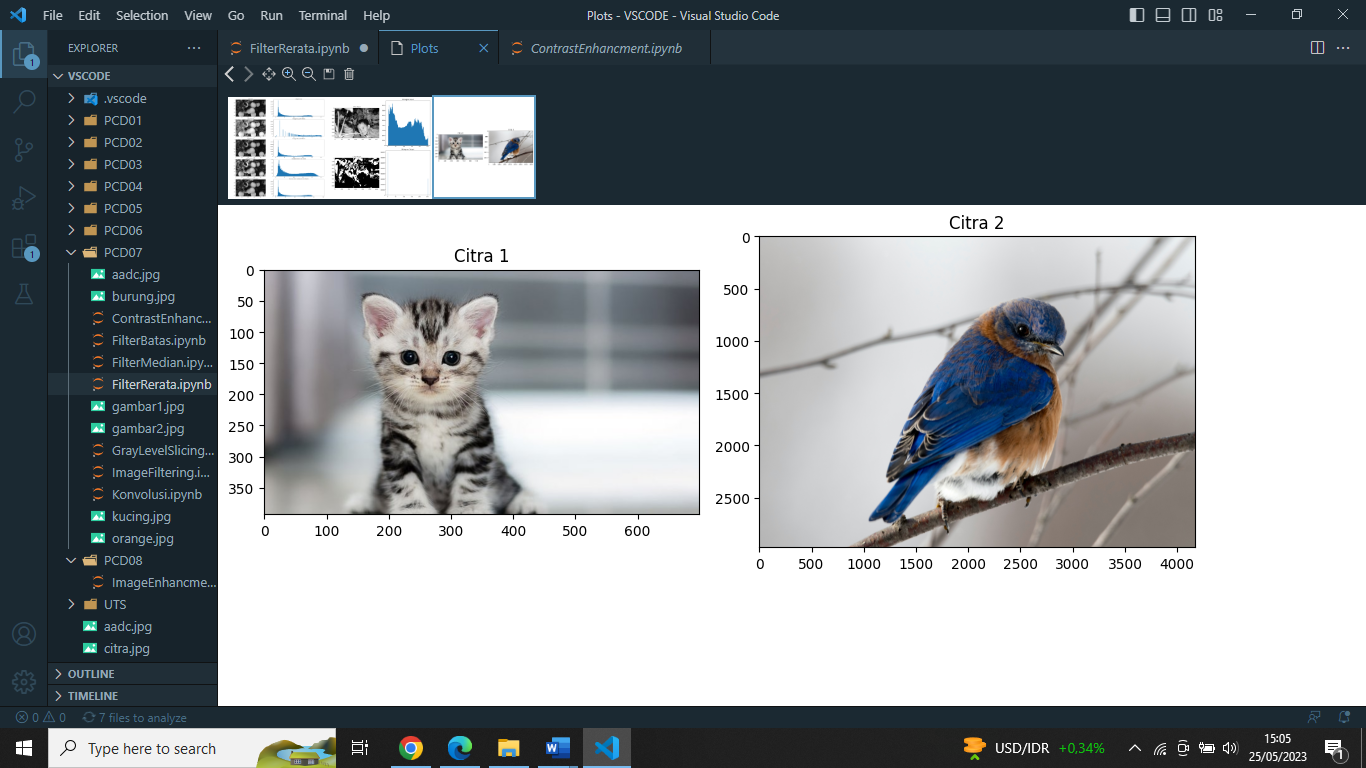 File Edit Selection View Go Run Terminal Help
Plots - VSCODE - Visual Studio Code
EXPLORER
FilterRerata.ipynb
Plots
ContrastEnhancment.ipynb
VSCODE
.vscode
PCD01
PCD02
PCD03
PCD04
PCD05
PCD06
PCD07
aadc.jpg
burung.jpg
ContrastEnhanc...
FilterBatas.ipynb
FilterMedian.ipy...
FilterRerata.ipynb
gambar1.jpg
gambar2.jpg
GrayLevelSlicing...
ImageFiltering.i...
Konvolusi.ipynb
kucing.jpg
orange.jpg
PCD08
ImageEnhancme...
UTS
aadc.jpg
citra.jpg
OUTLINE
TIMELINE
1
1
Citra 1
0
50
100
150
200
250
300
350
0 100 200 300 400 500 600
Citra 2
0
500
1000
1500
2000
2500
0 500 1000 1500 2000 2500 3000 3500 4000
0 0 7 files to analyze
Type here to search
USD/IDR +0,34%
15:05
25/05/2023
1